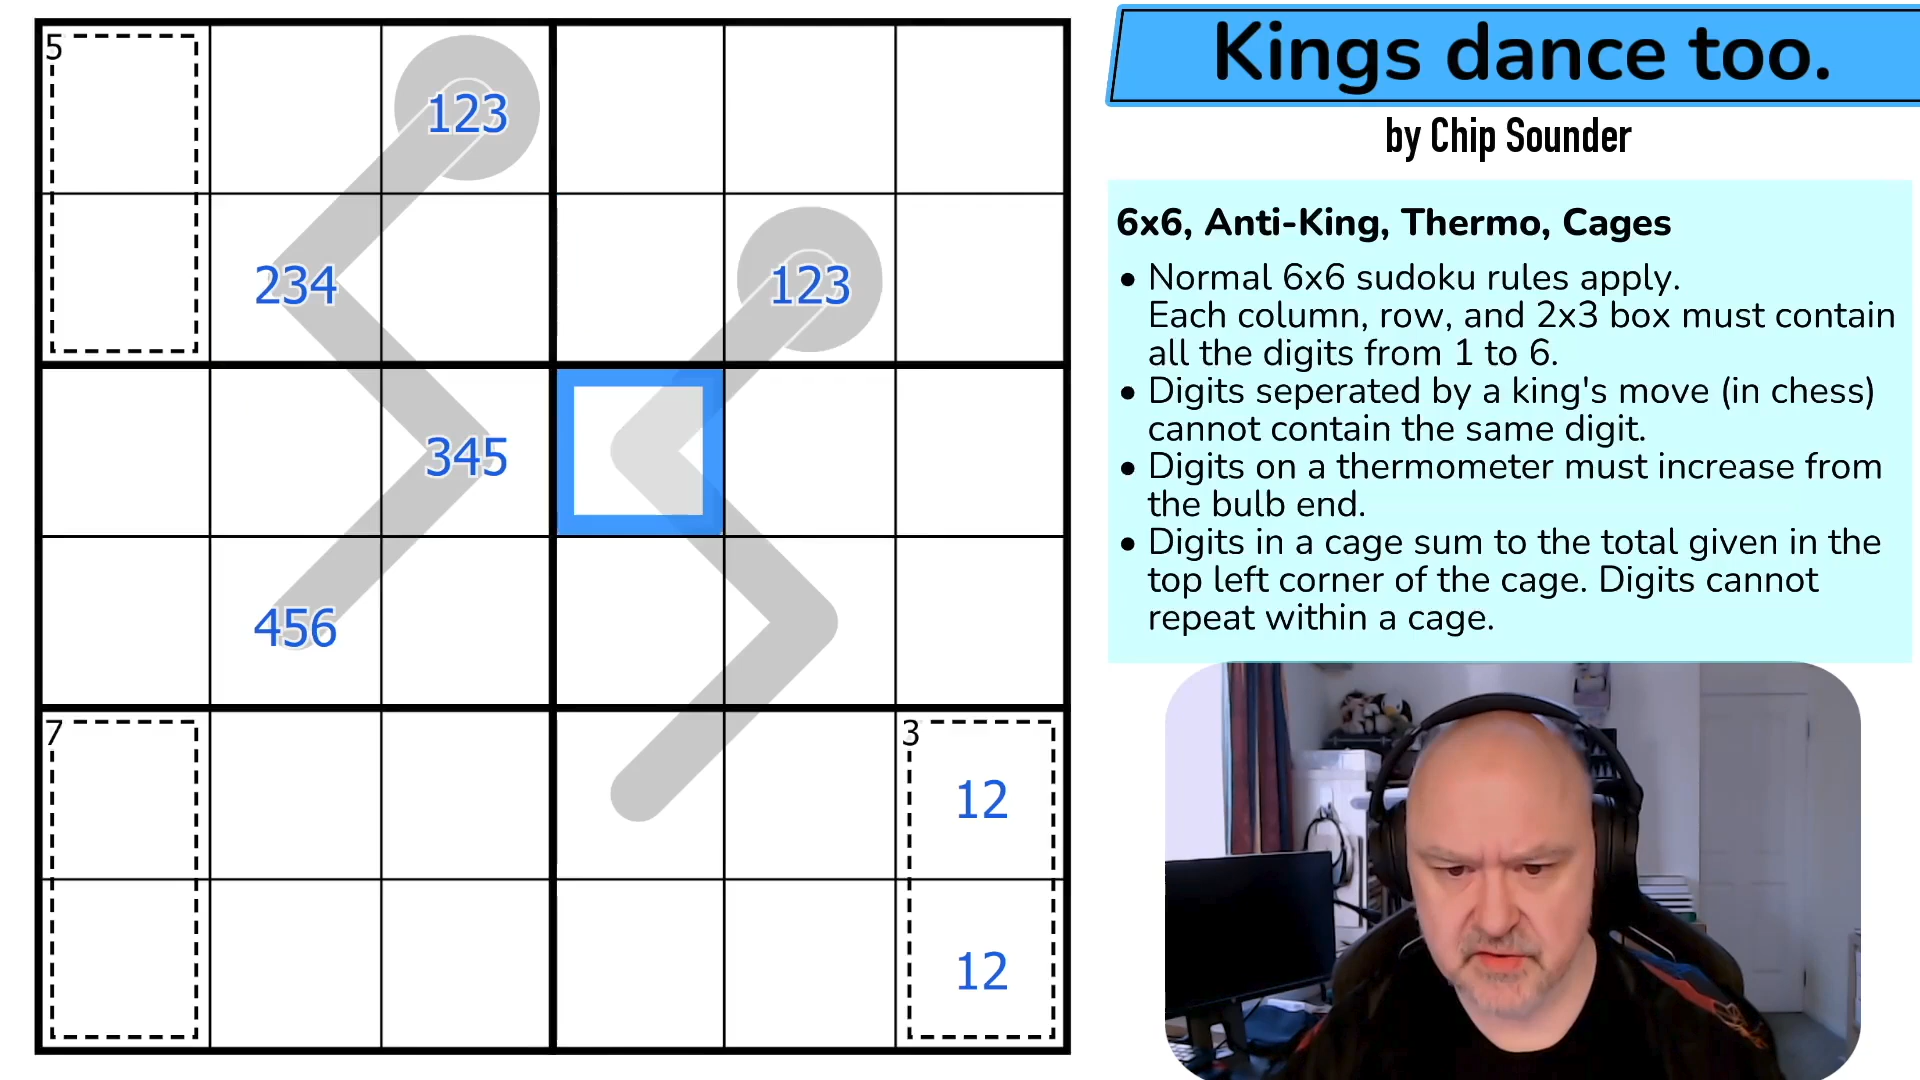 5
123
234
123
345
456
7
3
12
12
Kings dance too.
by Chip Sounder
6x6, Anti-King, Thermo, Cages
• Normal 6x6 sudoku rules apply.
Each column, row, and 2x3 box must contain
all the digits from 1 to 6.
• Digits seperated by a king's move (in chess)
cannot contain the same digit.
• Digits on a thermometer must increase from
the bulb end.
• Digits in a cage sum to the total given in the
top left corner of the cage. Digits cannot
repeat within a cage.